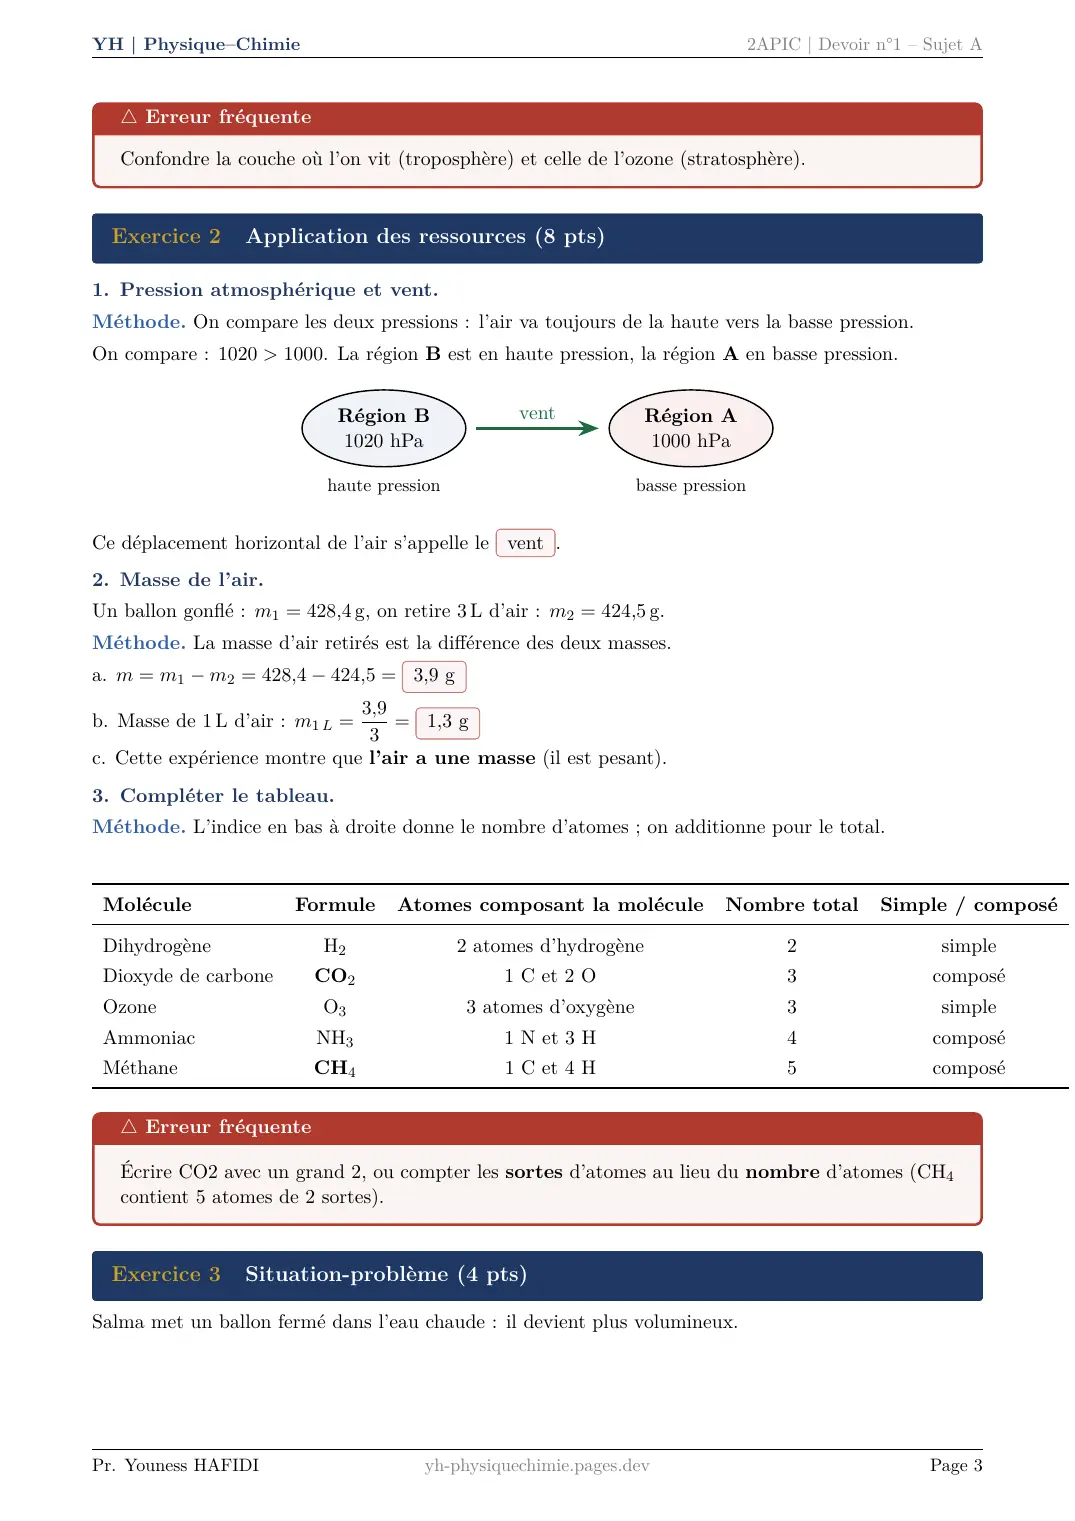 YH | Physique–Chimie
2APIC | Devoir n°1 – Sujet A
△ Erreur fréquente
Confondre la couche où l'on vit (troposphère) et celle de l'ozone (stratosphère).
Exercice 2 Application des ressources (8 pts)
1. Pression atmosphérique et vent.
Méthode. On compare les deux pressions : l'air va toujours de la haute vers la basse pression.
On compare : 1020 > 1000. La région B est en haute pression, la région A en basse pression.
Région B
1020 hPa
vent
Région A
1000 hPa
haute pression
basse pression
Ce déplacement horizontal de l'air s'appelle le vent.
2. Masse de l'air.
Un ballon gonflé : m₁ = 428,4 g, on retire 3 L d'air : m₂ = 424,5 g.
Méthode. La masse d'air retirés est la différence des deux masses.
a. m = m₁ − m₂ = 428,4 − 424,5 = 3,9 g
b. Masse de 1 L d'air : m₁ L = 3,9/3 = 1,3 g
c. Cette expérience montre que l'air a une masse (il est pesant).
3. Compléter le tableau.
Méthode. L'indice en bas à droite donne le nombre d'atomes ; on additionne pour le total.
Molécule Formule Atomes composant la molécule Nombre total Simple / composé
Dihydrogène H₂ 2 atomes d'hydrogène 2 simple
Dioxyde de carbone CO₂ 1 C et 2 O 3 composé
Ozone O₃ 3 atomes d'oxygène 3 simple
Ammoniac NH₃ 1 N et 3 H 4 composé
Méthane CH₄ 1 C et 4 H 5 composé
△ Erreur fréquente
Écrire CO2 avec un grand 2, ou compter les sortes d'atomes au lieu du nombre d'atomes (CH₄
contient 5 atomes de 2 sortes).
Exercice 3 Situation-problème (4 pts)
Salma met un ballon fermé dans l'eau chaude : il devient plus volumineux.
Pr. Youness HAFIDI
yh-physiquechimie.pages.dev
Page 3